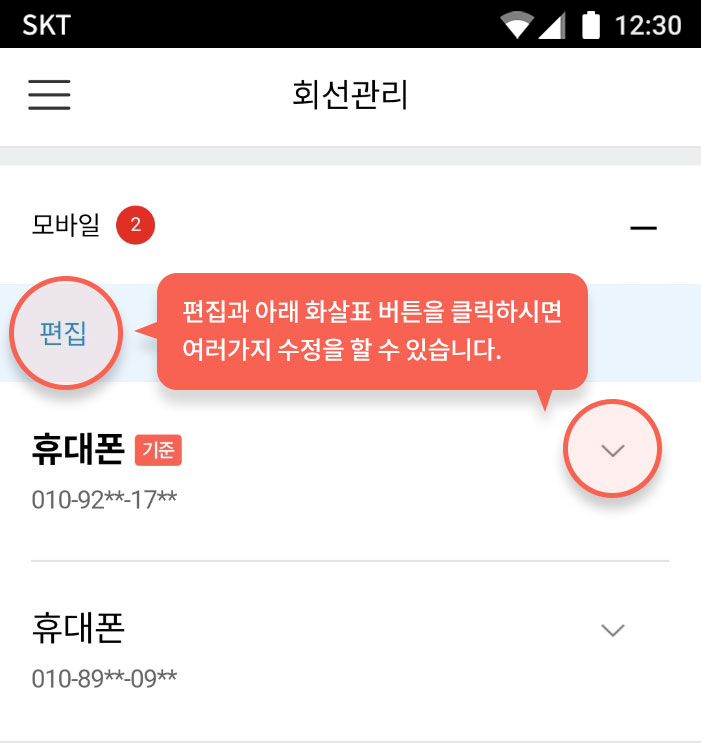 SKT 12:30
회선관리
모바일 2
편집과 아래 화살표 버튼을 클릭하시면
여러가지 수정을 할 수 있습니다.
편집
휴대폰 기준
010-92**-17**
휴대폰
010-89**-09**